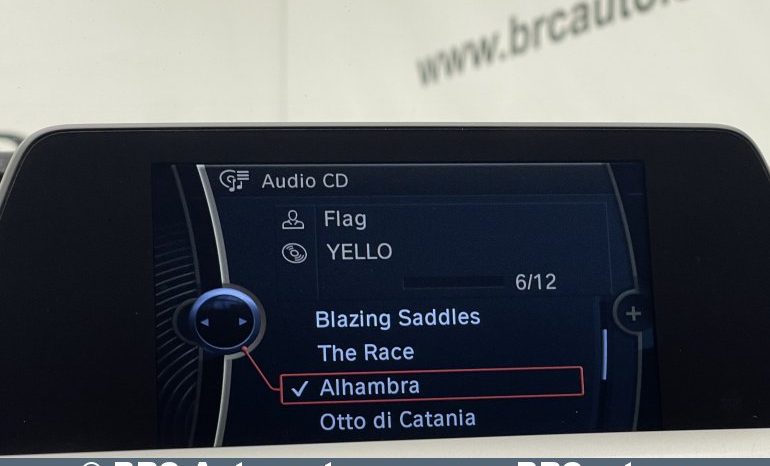 www.brcauto.
Audio CD
Flag
YELLO
6/12
Blazing Saddles
The Race
✓ Alhambra
Otto di Catania